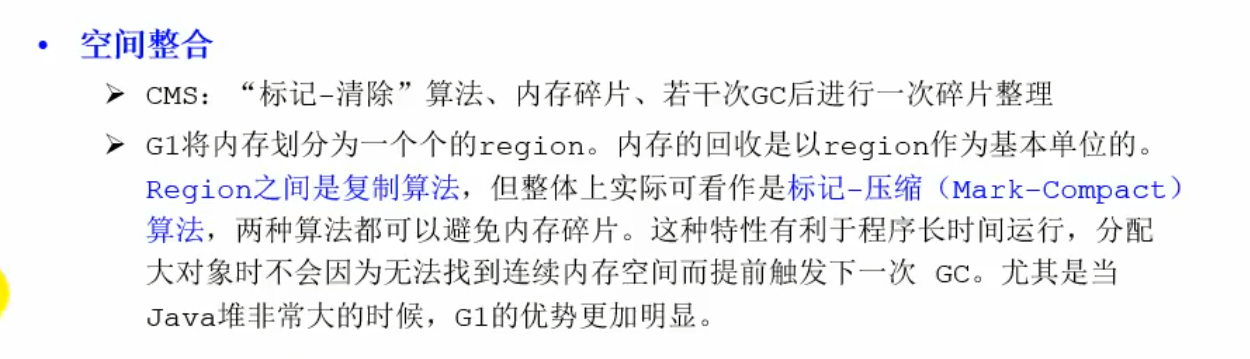 • 空间整合
➢ CMS：“标记-清除”算法、内存碎片、若干次GC后进行一次碎片整理
➢ G1将内存划分为一个个的region。内存的回收是以region作为基本单位的。
Region之间是复制算法，但整体上实际可看作是标记-压缩（Mark-Compact）
算法，两种算法都可以避免内存碎片。这种特性有利于程序长时间运行，分配
大对象时不会因为无法找到连续内存空间而提前触发下一次 GC。尤其是当
Java堆非常大的时候，G1的优势更加明显。